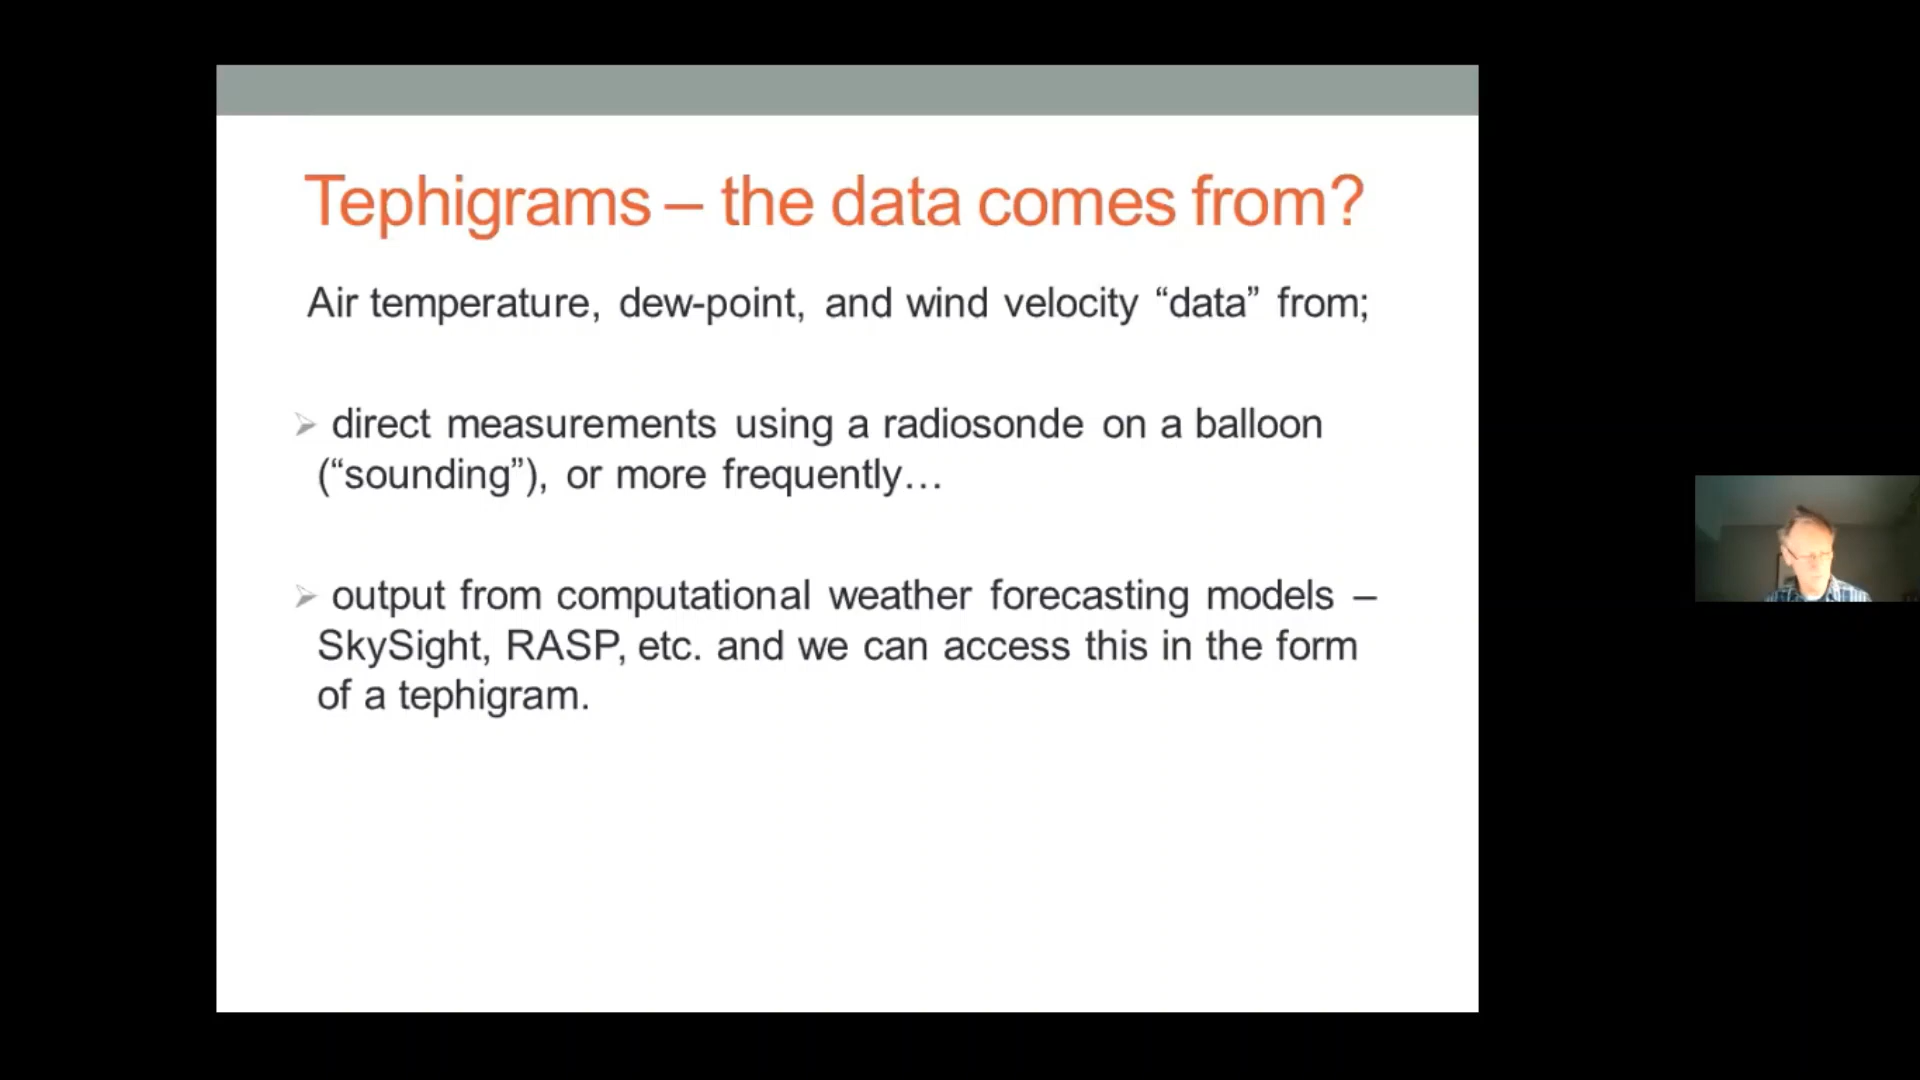 Tephigrams – the data comes from?
Air temperature, dew-point, and wind velocity “data” from;
➢ direct measurements using a radiosonde on a balloon
(“sounding”), or more frequently…
➢ output from computational weather forecasting models –
SkySight, RASP, etc. and we can access this in the form
of a tephigram.